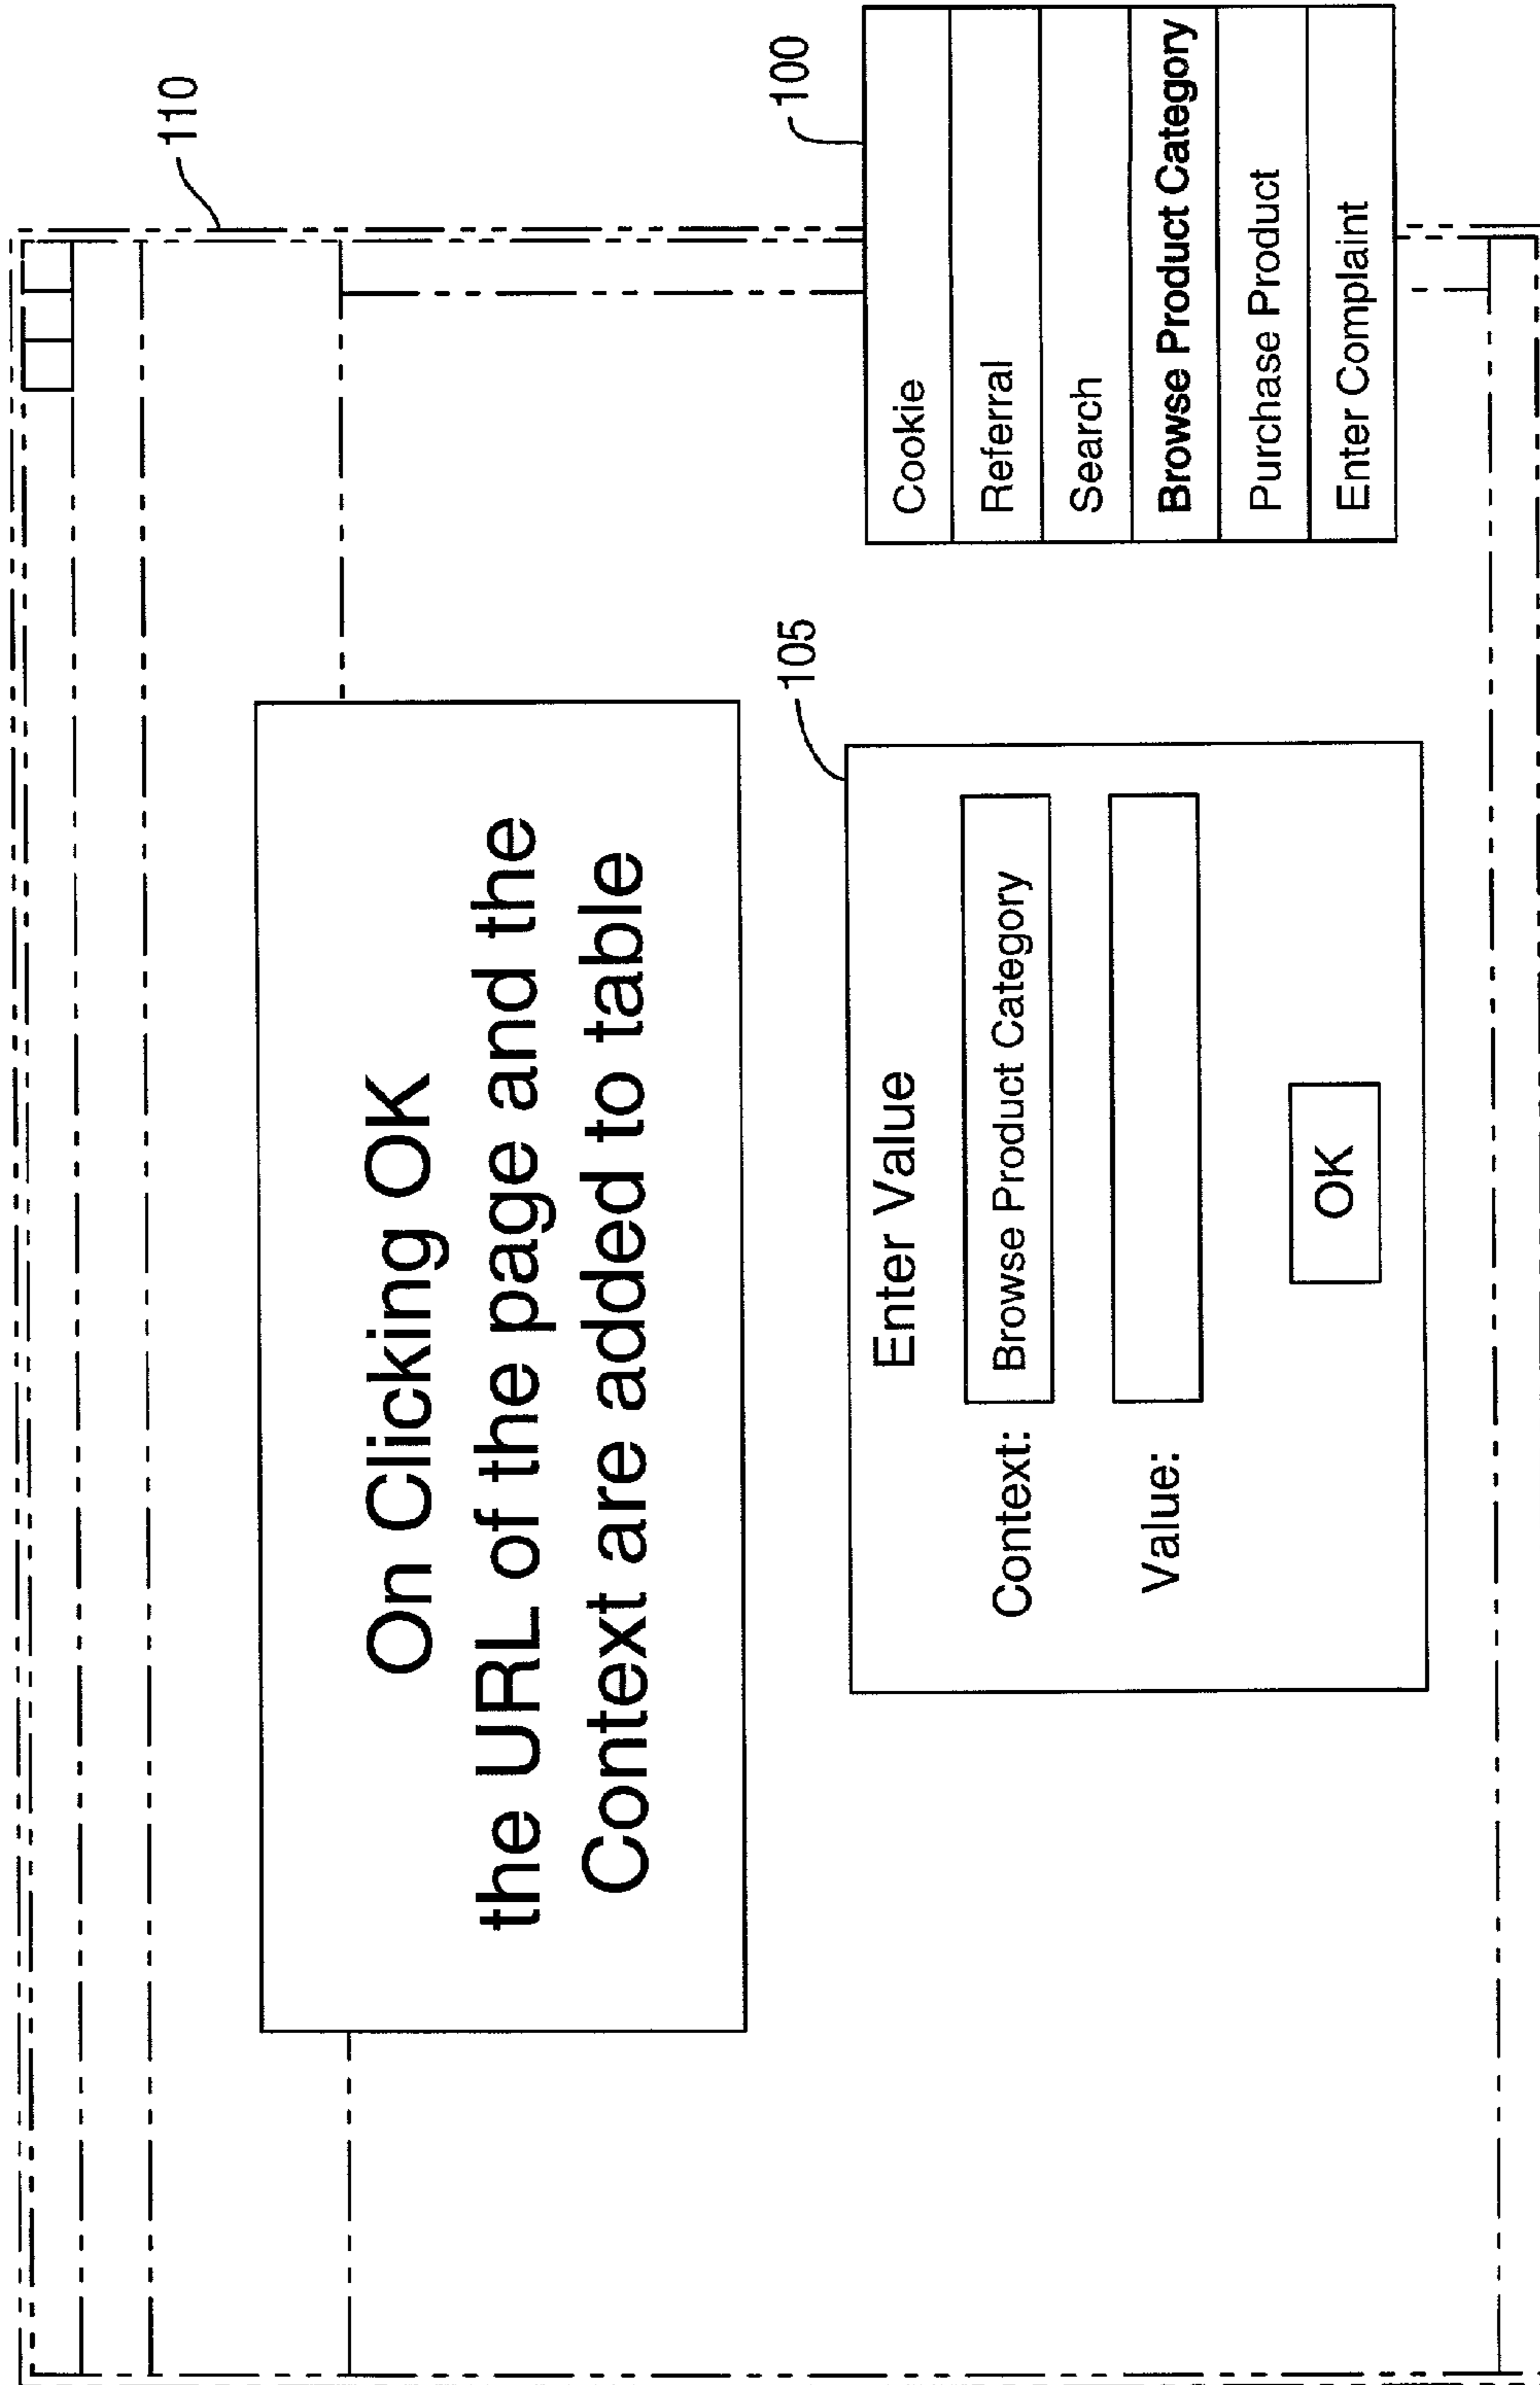 110
On Clicking OK
the URL of the page and the
Context are added to table
105
Enter Value
Context: Browse Product Category
Value:
OK
100
Cookie
Referral
Search
Browse Product Category
Purchase Product
Enter Complaint